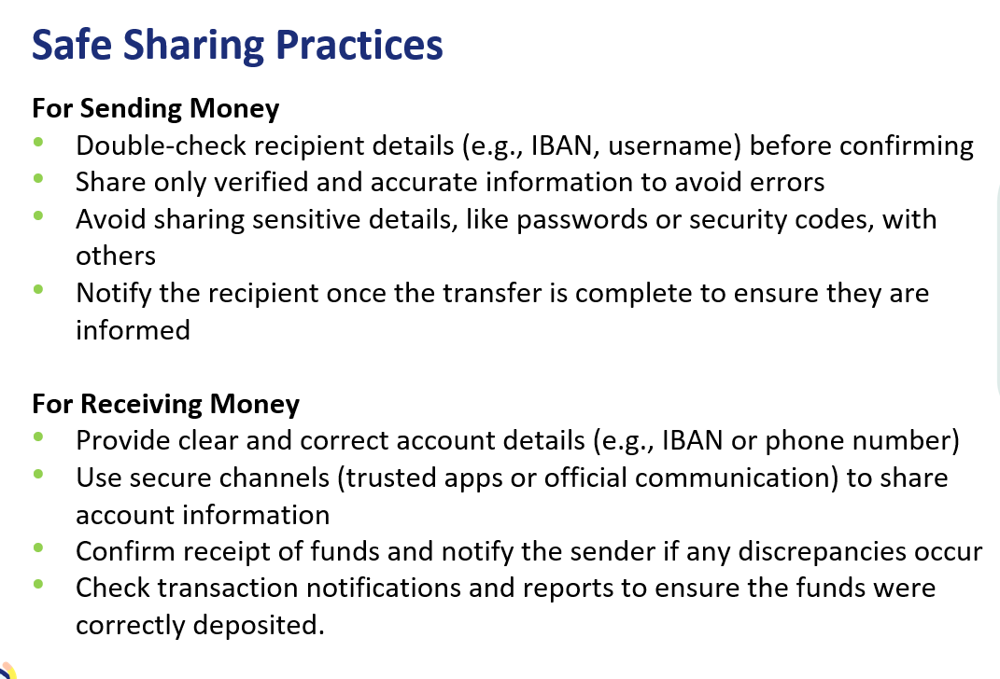 Safe Sharing Practices
For Sending Money
• Double-check recipient details (e.g., IBAN, username) before confirming
• Share only verified and accurate information to avoid errors
• Avoid sharing sensitive details, like passwords or security codes, with
others
• Notify the recipient once the transfer is complete to ensure they are
informed
For Receiving Money
• Provide clear and correct account details (e.g., IBAN or phone number)
• Use secure channels (trusted apps or official communication) to share
account information
• Confirm receipt of funds and notify the sender if any discrepancies occur
• Check transaction notifications and reports to ensure the funds were
correctly deposited.